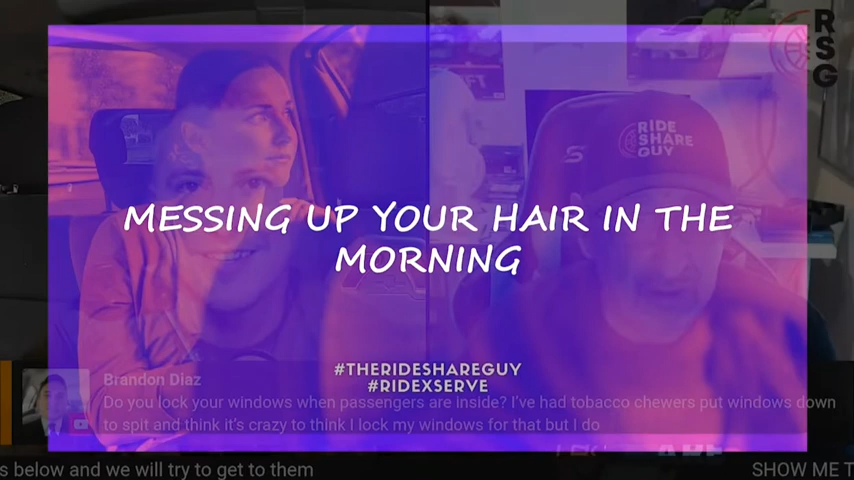 RSG
RIDE
SHARE
GUY
MESSING UP YOUR HAIR IN THE
MORNING
#THERIDESHAREGUY
#RIDEXSERVE
Brandon Diaz
Do you lock your windows when passengers are inside? I've had tobacco chewers put windows down
to spit and think it's crazy to think I lock my windows for that but I do
s below and we will try to get to them
SHOW ME T